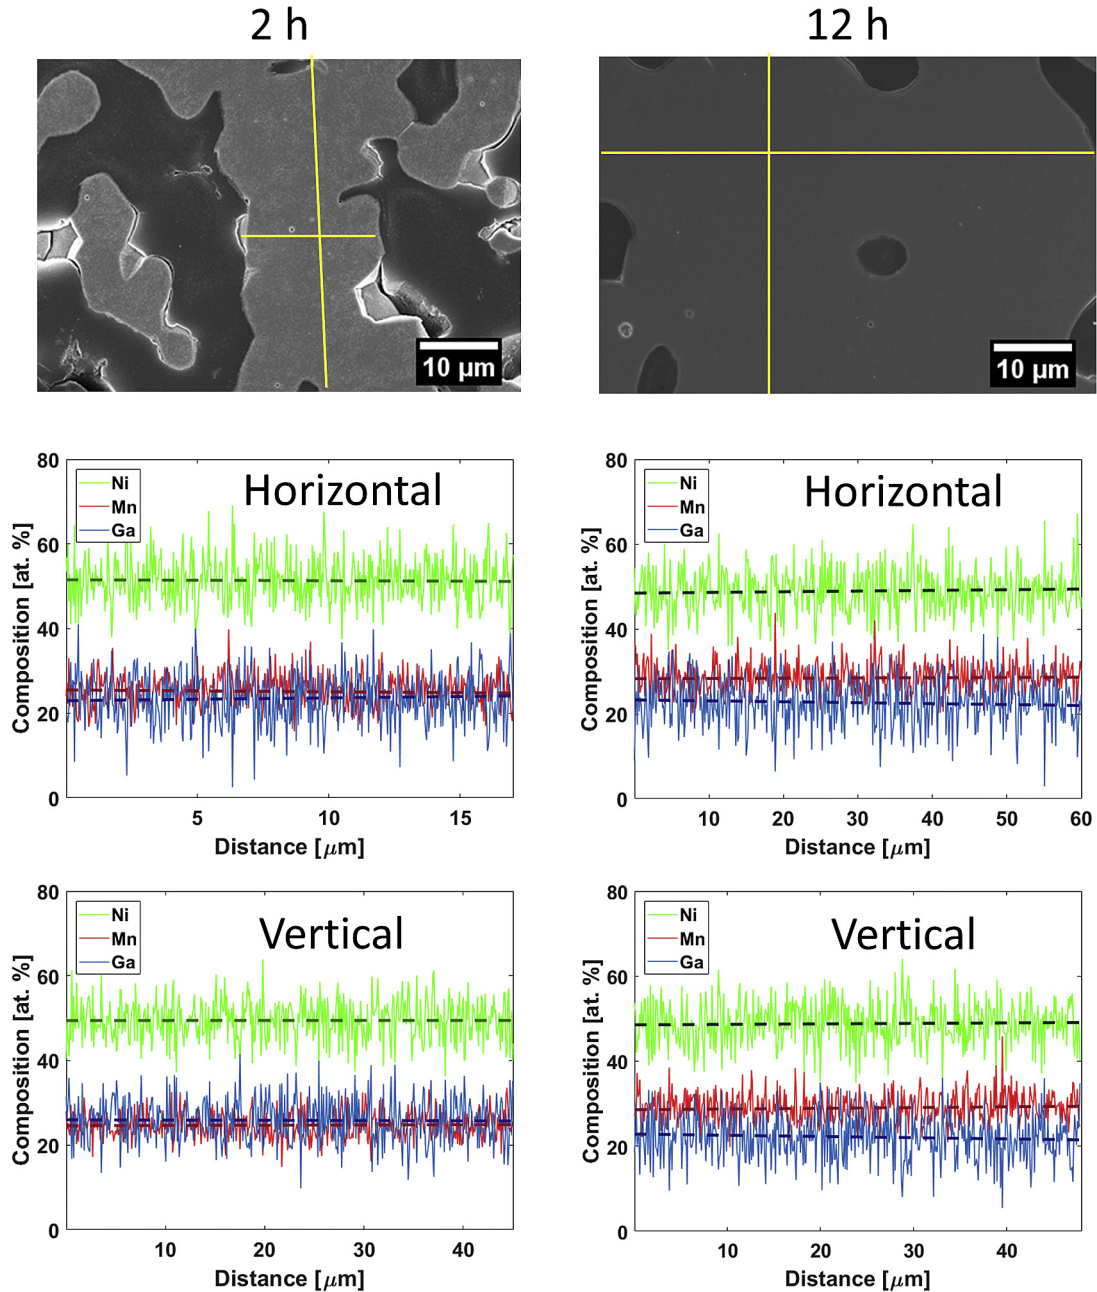 2 h
12 h
10 μm
10 μm
Horizontal
Ni
Mn
Ga
80
60
40
20
0
Composition [at. %]
5
10
15
Distance [μm]
Horizontal
Ni
Mn
Ga
80
60
40
20
0
Composition [at. %]
10
20
30
40
50
60
Distance [μm]
Vertical
Ni
Mn
Ga
80
60
40
20
0
Composition [at. %]
10
20
30
40
Distance [μm]
Vertical
Ni
Mn
Ga
80
60
40
20
0
Composition [at. %]
10
20
30
40
Distance [μm]